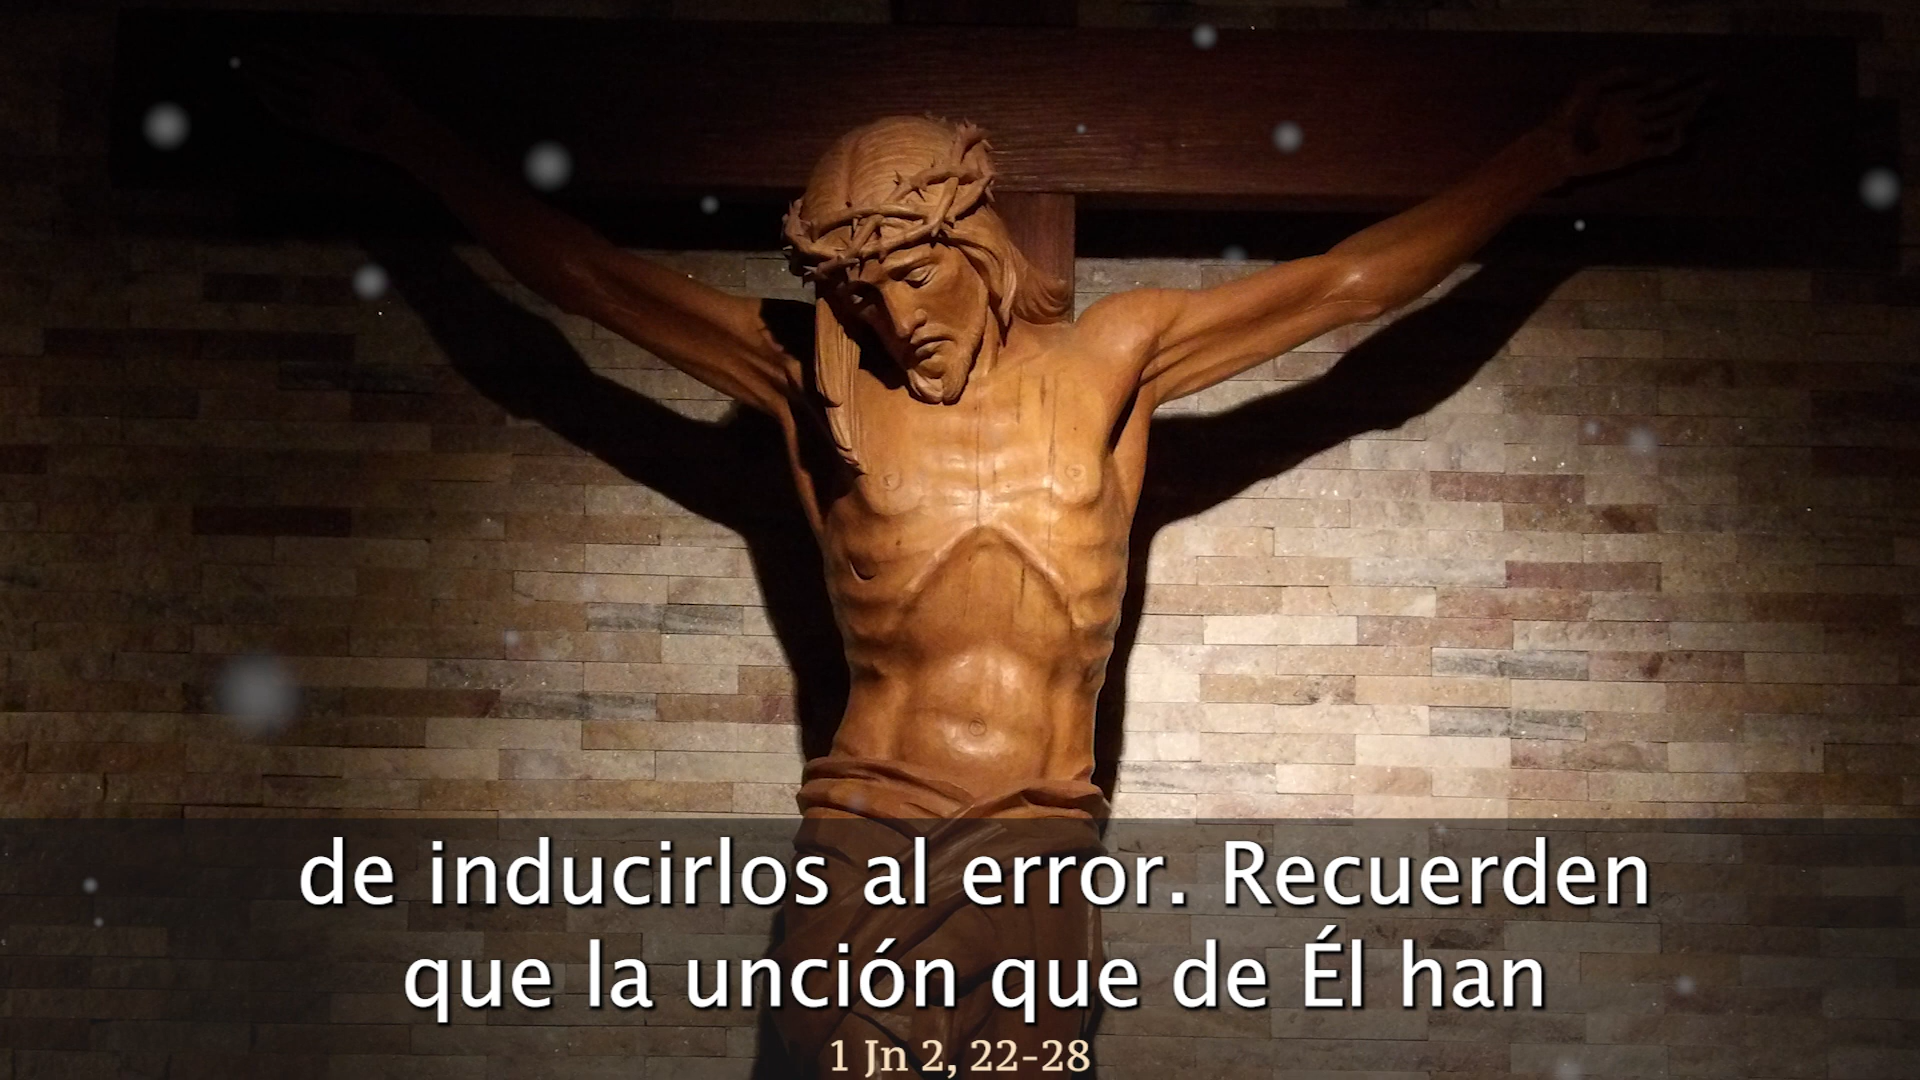 de inducirlos al error. Recuerden
que la unción que de Él han
1 Jn 2, 22-28